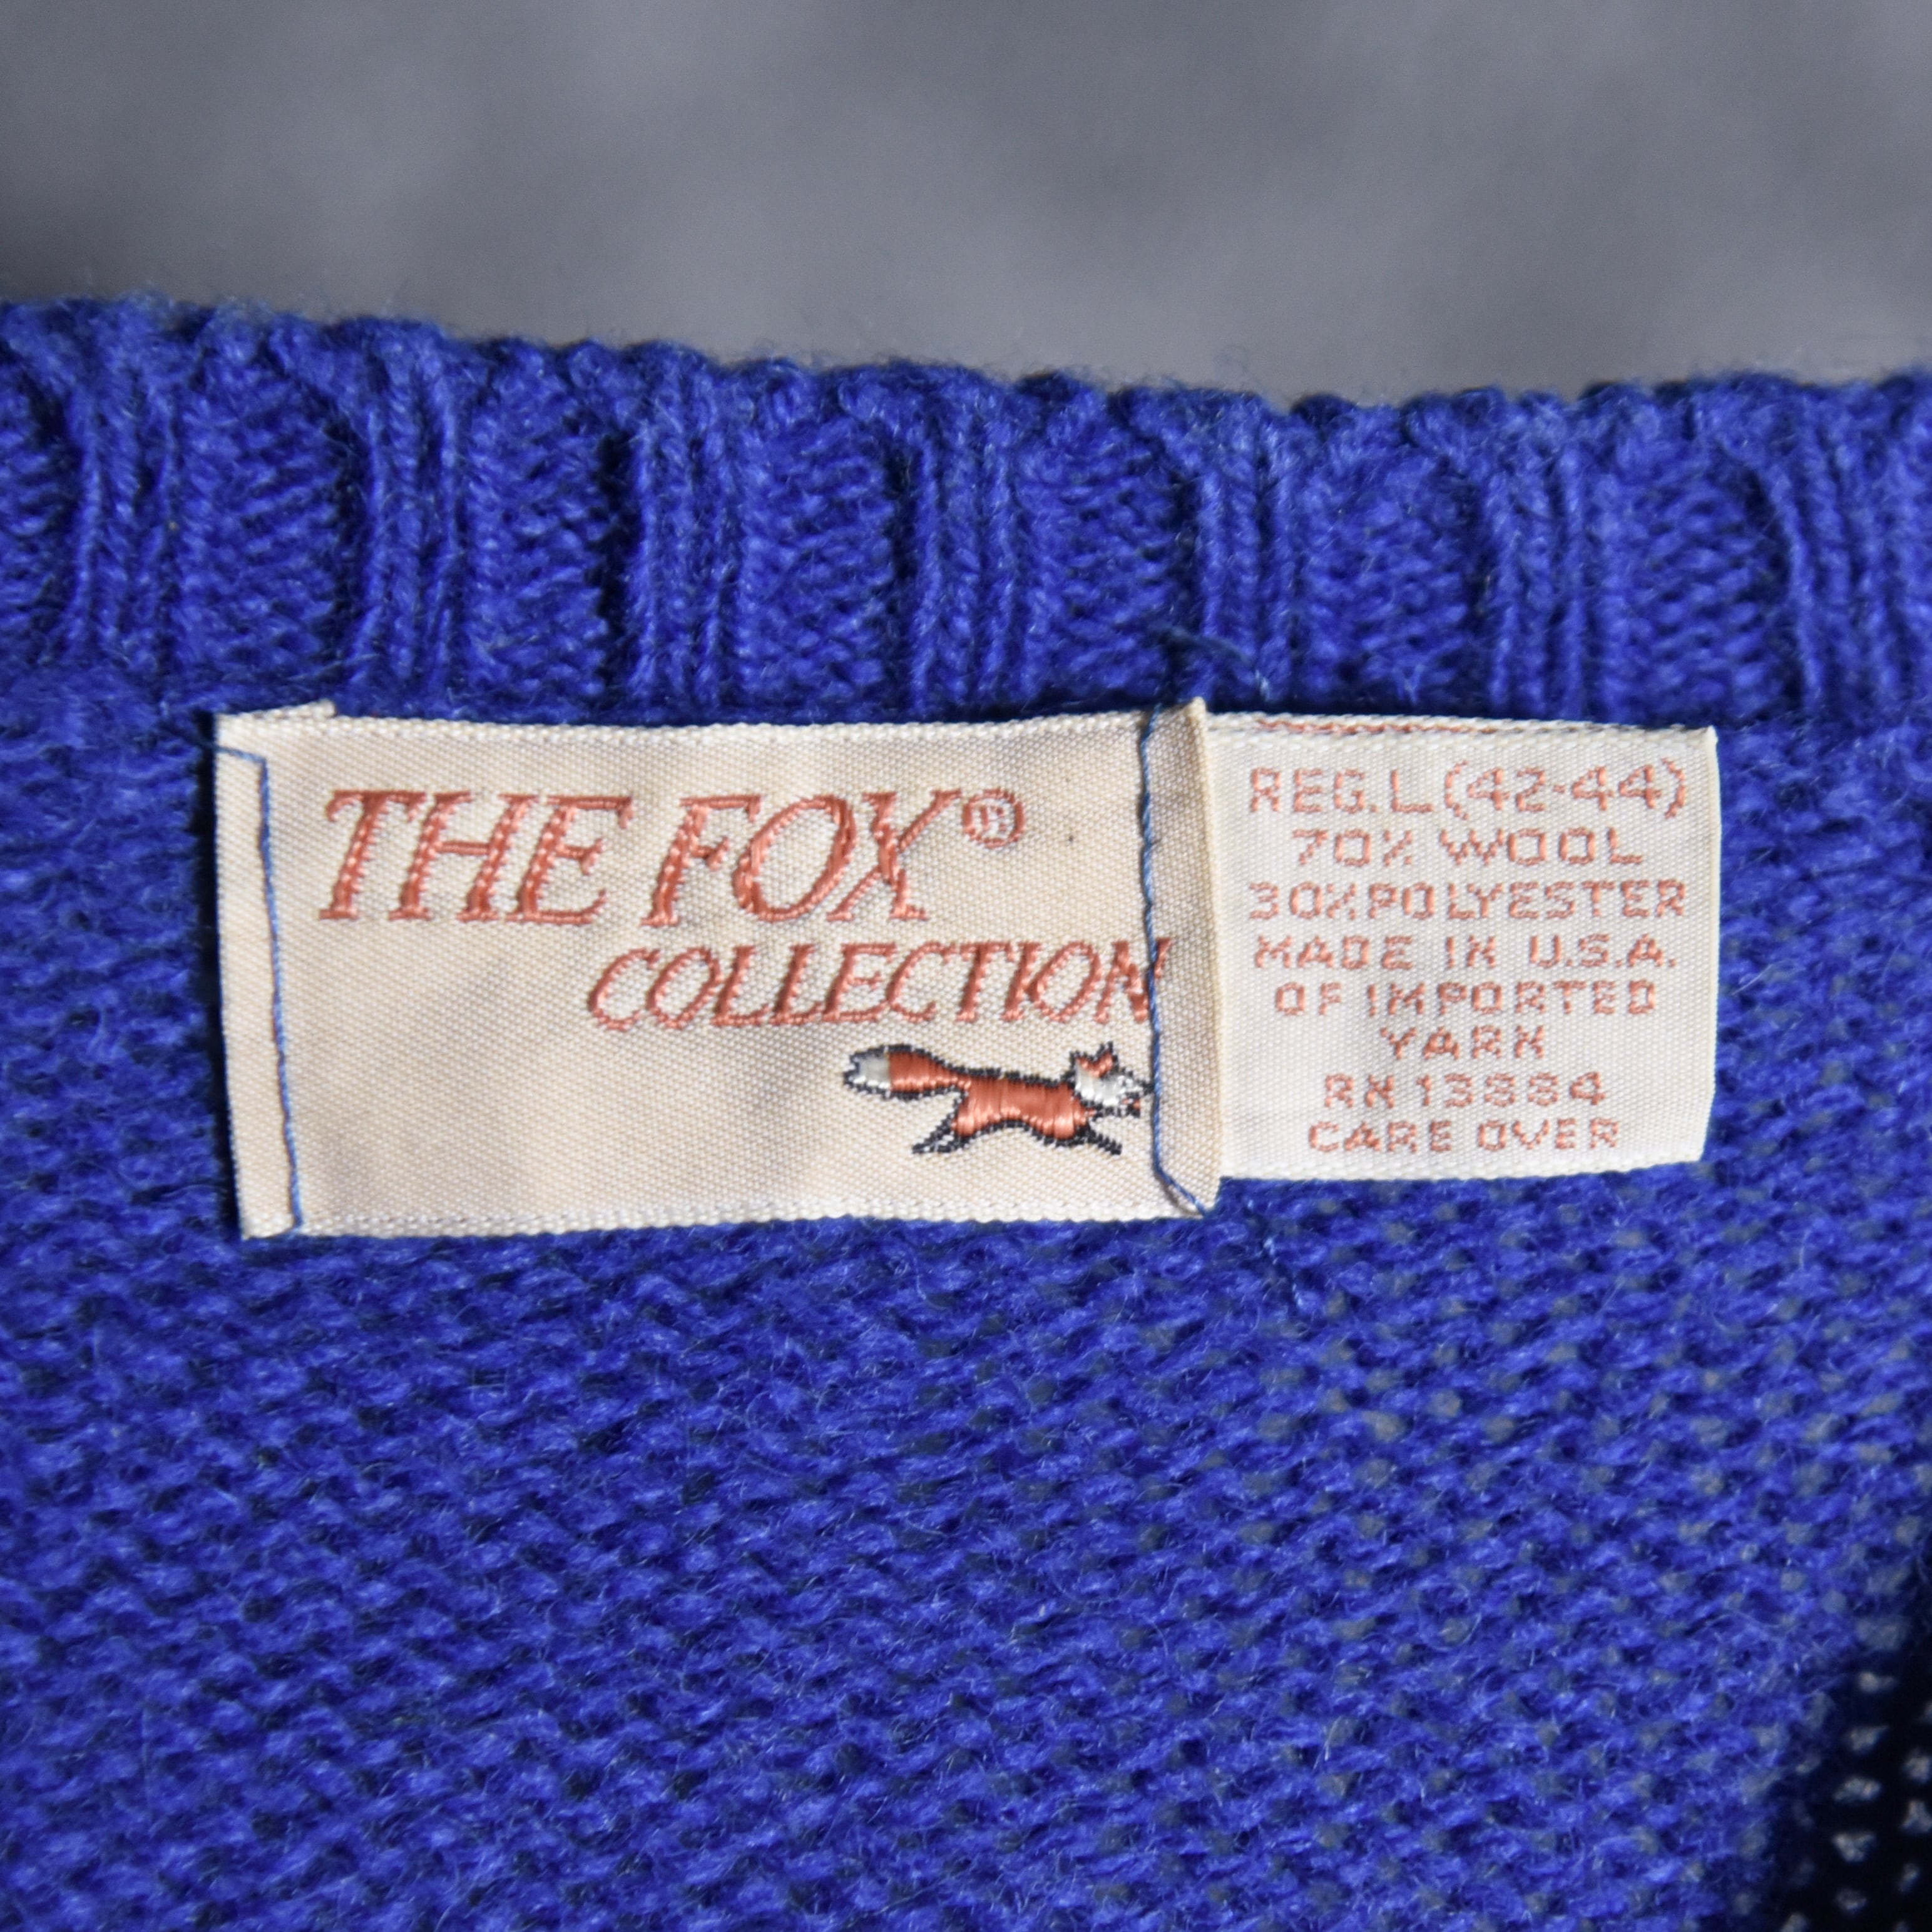 THE FOX®
COLLECTION
REG. L (42-44)
70% WOOL
30% POLYESTER
MADE IN U.S.A.
OF IMPORTED
YARN
RN 13884
CARE OVER